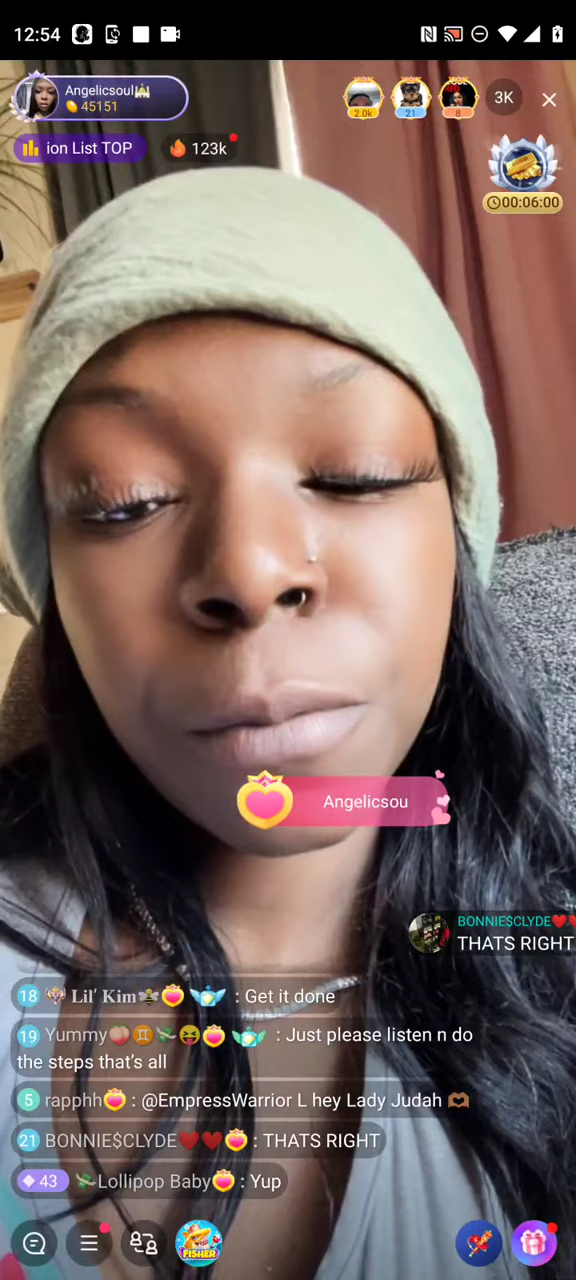 12:54
Angelicsoul
45151
2.0k
21
8
3K
ion List TOP
123k
00:06:00
Angelicsou
BONNIE$CLYDE❤️
THATS RIGHT
18 Lil' Kim🐝 : Get it done
19 Yummy🍑♊💸😝 : Just please listen n do
the steps that's all
5 rapphh : @EmpressWarrior L hey Lady Judah 🫶🏾
21 BONNIE$CLYDE❤️❤️ : THATS RIGHT
43 💸Lollipop Baby : Yup
FISHER